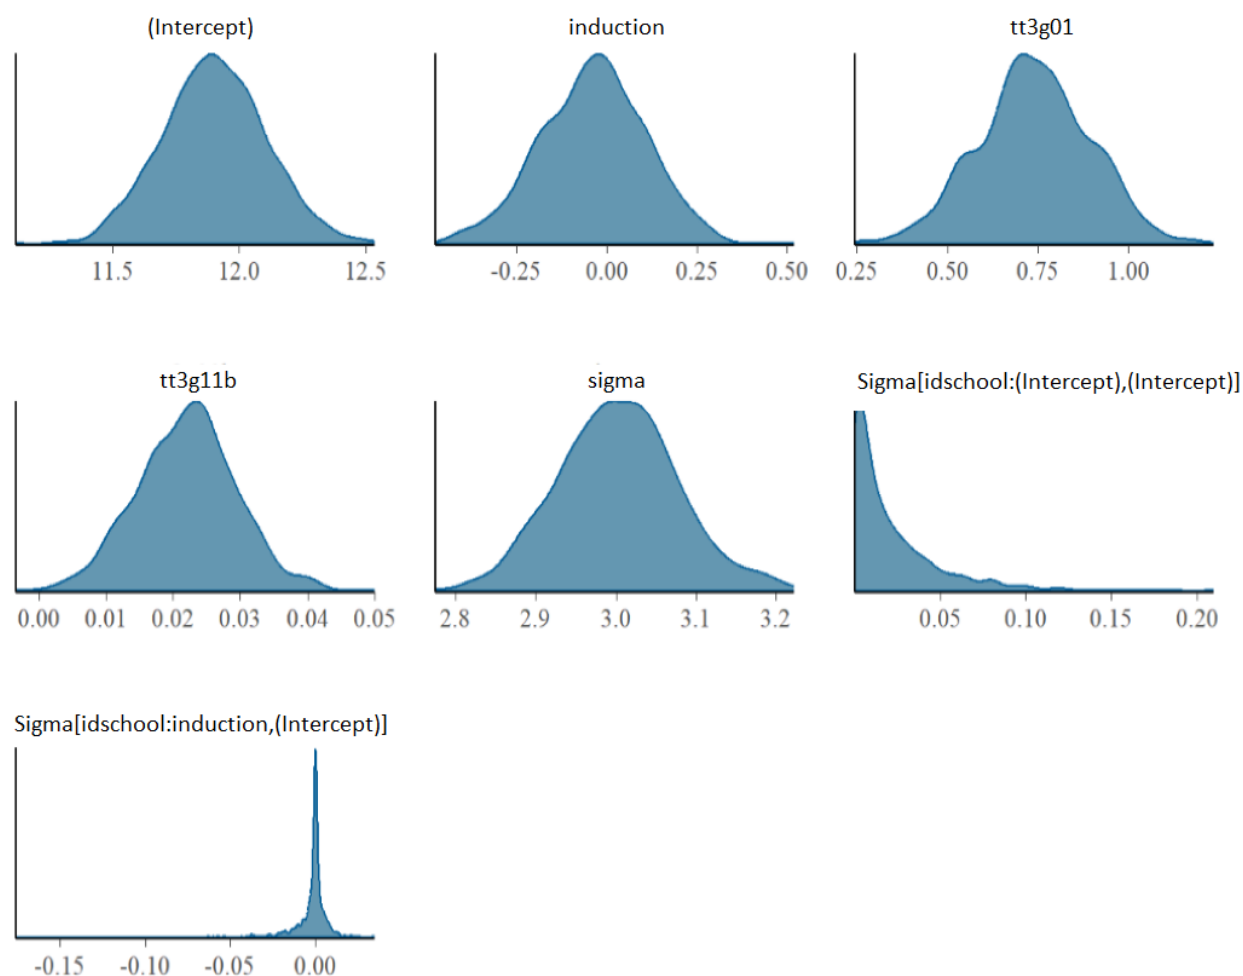 (Intercept) induction tt3g01
11.5 12.0 12.5 -0.25 0.00 0.25 0.50 0.25 0.50 0.75 1.00
tt3g11b sigma Sigma[idschool:(Intercept),(Intercept)]
0.00 0.01 0.02 0.03 0.04 0.05 2.8 2.9 3.0 3.1 3.2 0.05 0.10 0.15 0.20
Sigma[idschool:induction,(Intercept)]
-0.15 -0.10 -0.05 0.00